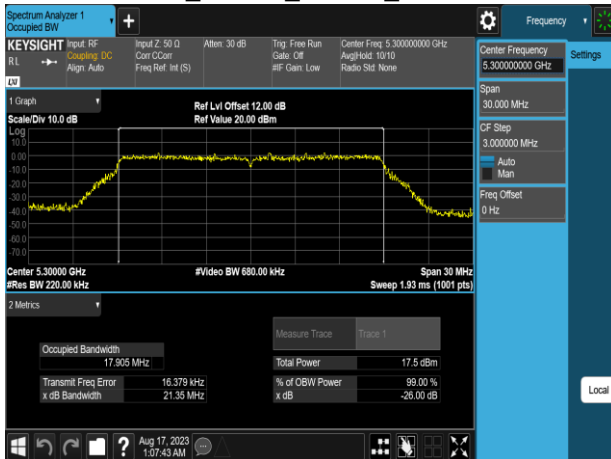 Spectrum Analyzer 1
Occupied BW
+
Frequency
KEYSIGHT
RL
LXI
Input: RF
Coupling: DC
Align: Auto
Input Z: 50 Ω
Corr CCorr
Freq Ref: Int (S)
Atten: 30 dB
Trig: Free Run
Gate: Off
#IF Gain: Low
Center Freq: 5.300000000 GHz
Avg|Hold: 10/10
Radio Std: None
Center Frequency
5.300000000 GHz
Settings
Span
30.000 MHz
CF Step
3.000000 MHz
Auto
Man
Freq Offset
0 Hz
Local
1 Graph
Scale/Div 10.0 dB
Ref Lvl Offset 12.00 dB
Ref Value 20.00 dBm
Log
10.0
0.00
-10.0
-20.0
-30.0
-40.0
-50.0
-60.0
-70.0
Center 5.30000 GHz
#Res BW 220.00 kHz
#Video BW 680.00 kHz
Span 30 MHz
Sweep 1.93 ms (1001 pts)
2 Metrics
Measure Trace Trace 1
Occupied Bandwidth
17.905 MHz
Total Power 17.5 dBm
Transmit Freq Error 16.379 kHz
% of OBW Power 99.00 %
x dB Bandwidth 21.35 MHz
x dB -26.00 dB
?
Aug 17, 2023
1:07:43 AM